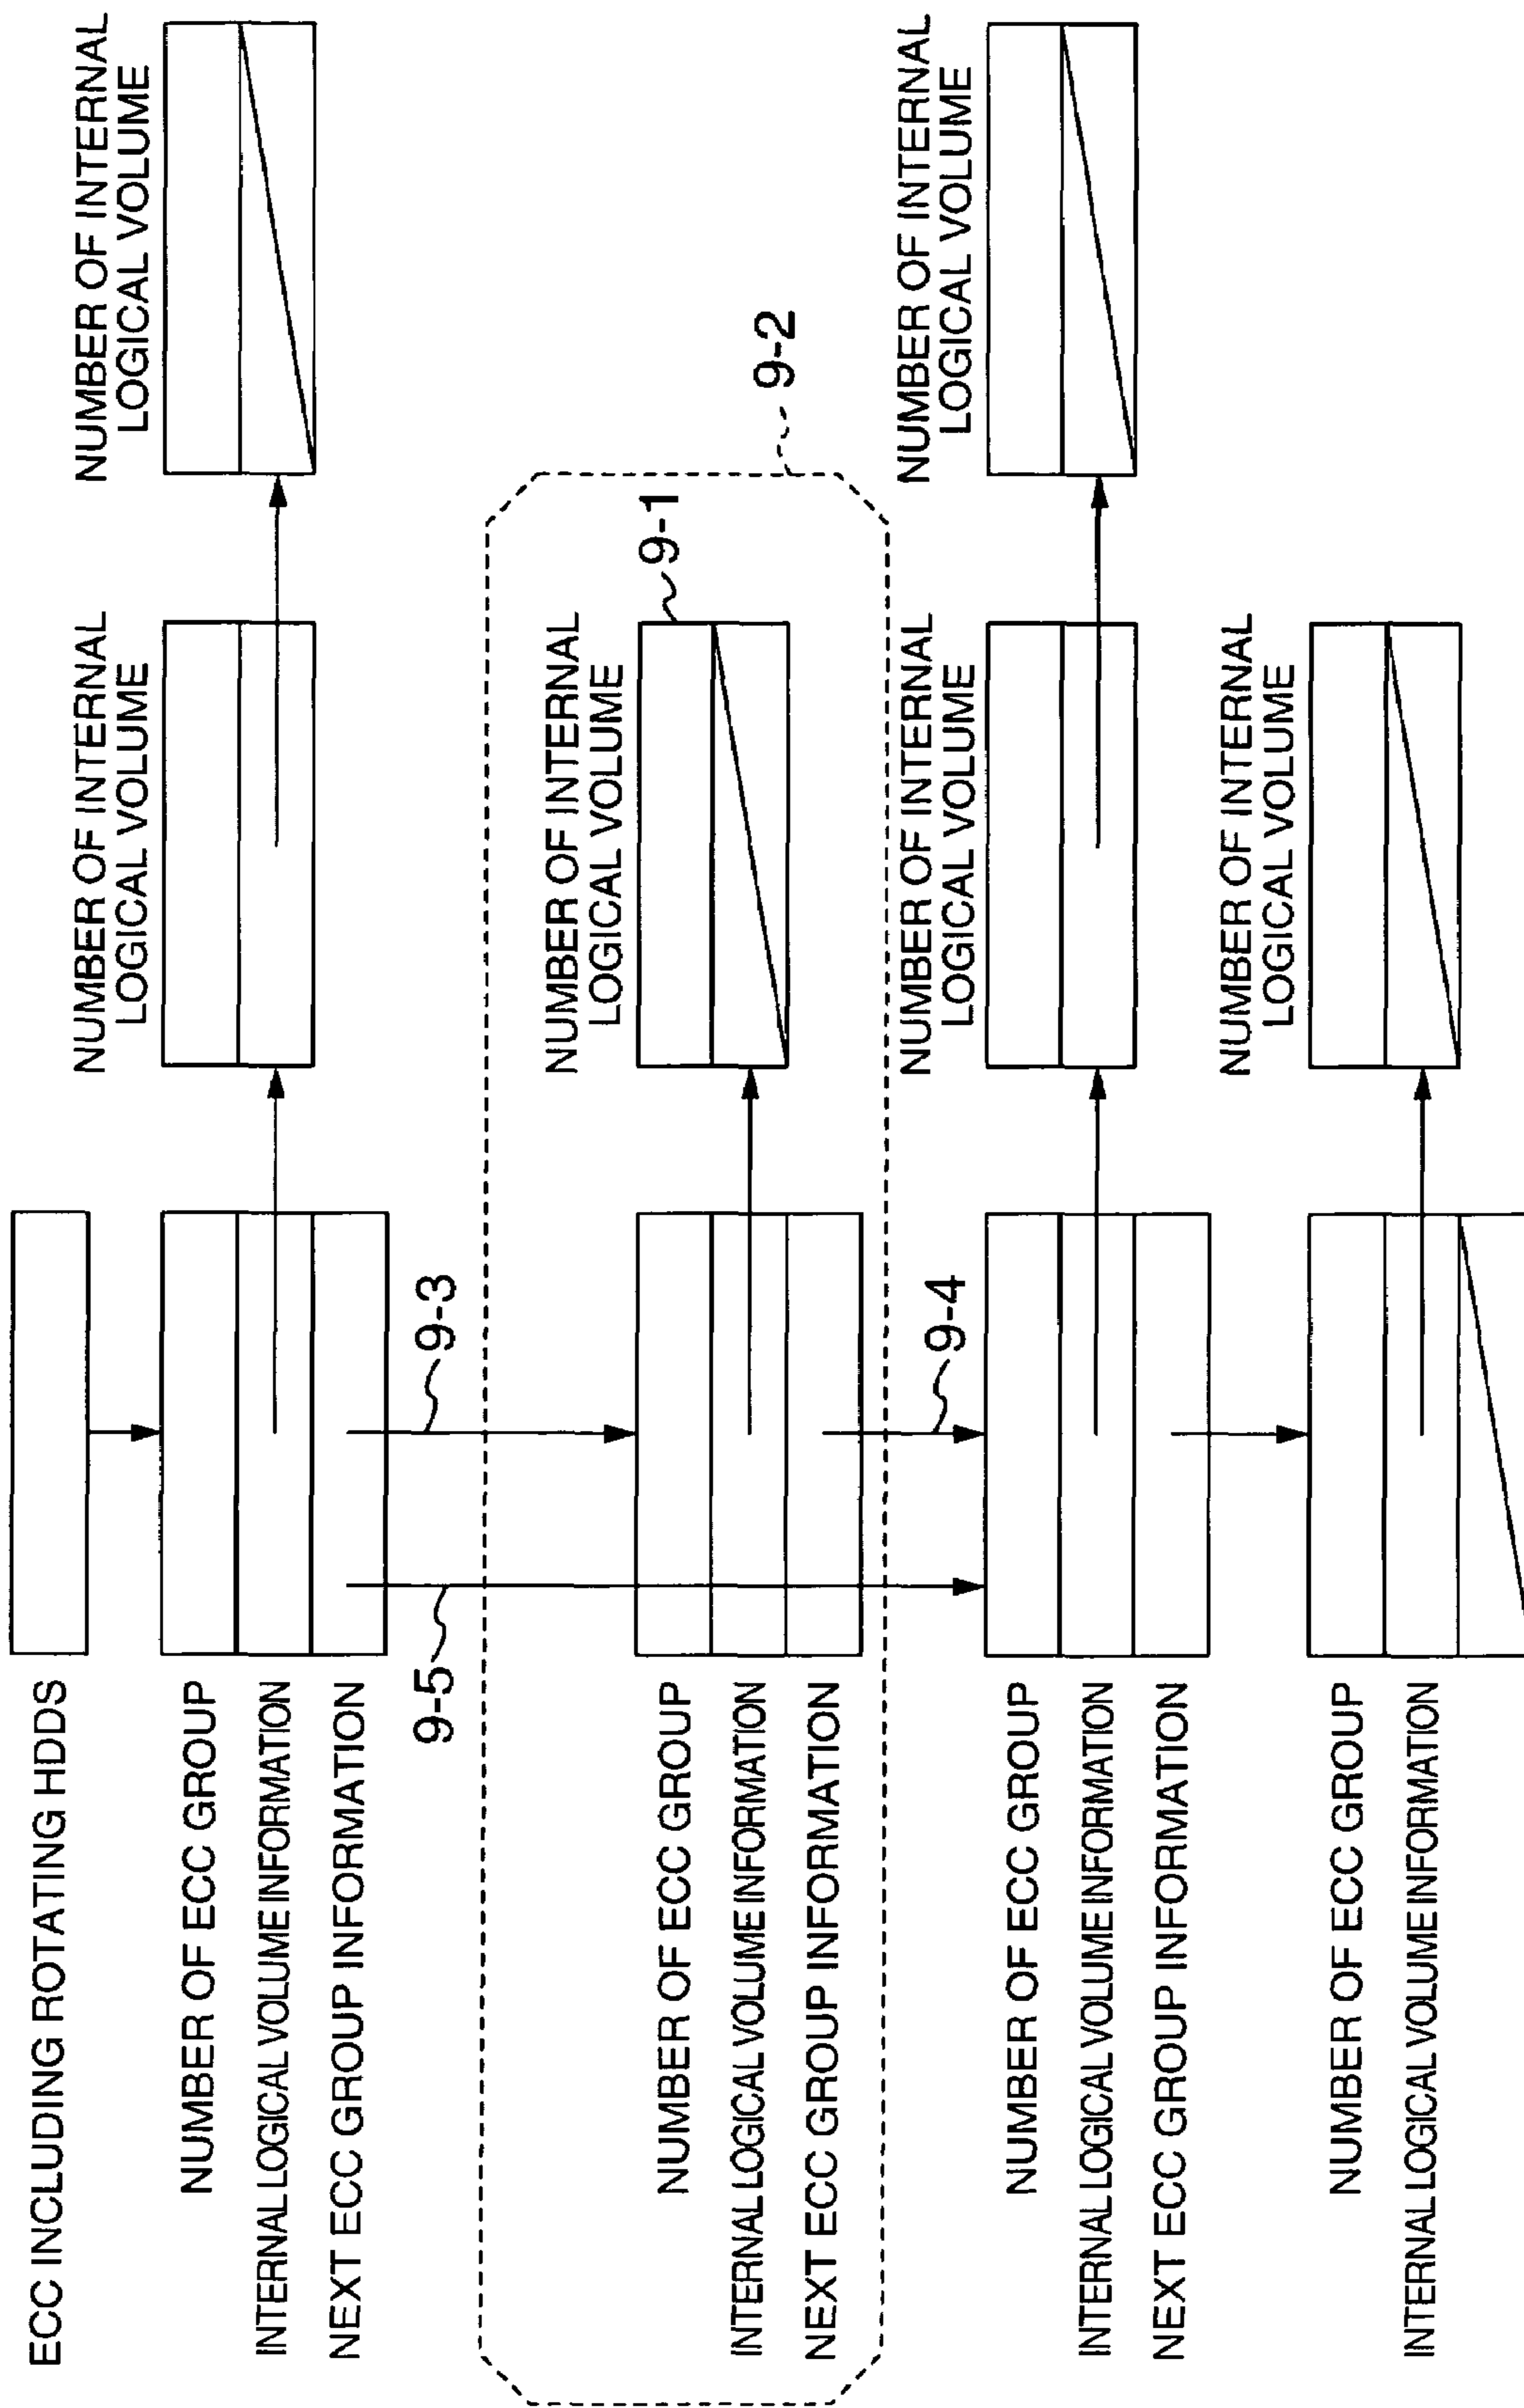 ECC INCLUDING ROTATING HDDS
NUMBER OF ECC GROUP
INTERNAL LOGICAL VOLUME INFORMATION
NEXT ECC GROUP INFORMATION
NUMBER OF INTERNAL
LOGICAL VOLUME
NUMBER OF INTERNAL
LOGICAL VOLUME
9-5
9-3
NUMBER OF ECC GROUP
INTERNAL LOGICAL VOLUME INFORMATION
NEXT ECC GROUP INFORMATION
NUMBER OF INTERNAL
LOGICAL VOLUME
9-1
9-2
9-4
NUMBER OF ECC GROUP
INTERNAL LOGICAL VOLUME INFORMATION
NEXT ECC GROUP INFORMATION
NUMBER OF INTERNAL
LOGICAL VOLUME
NUMBER OF INTERNAL
LOGICAL VOLUME
NUMBER OF ECC GROUP
INTERNAL LOGICAL VOLUME INFORMATION
NUMBER OF INTERNAL
LOGICAL VOLUME